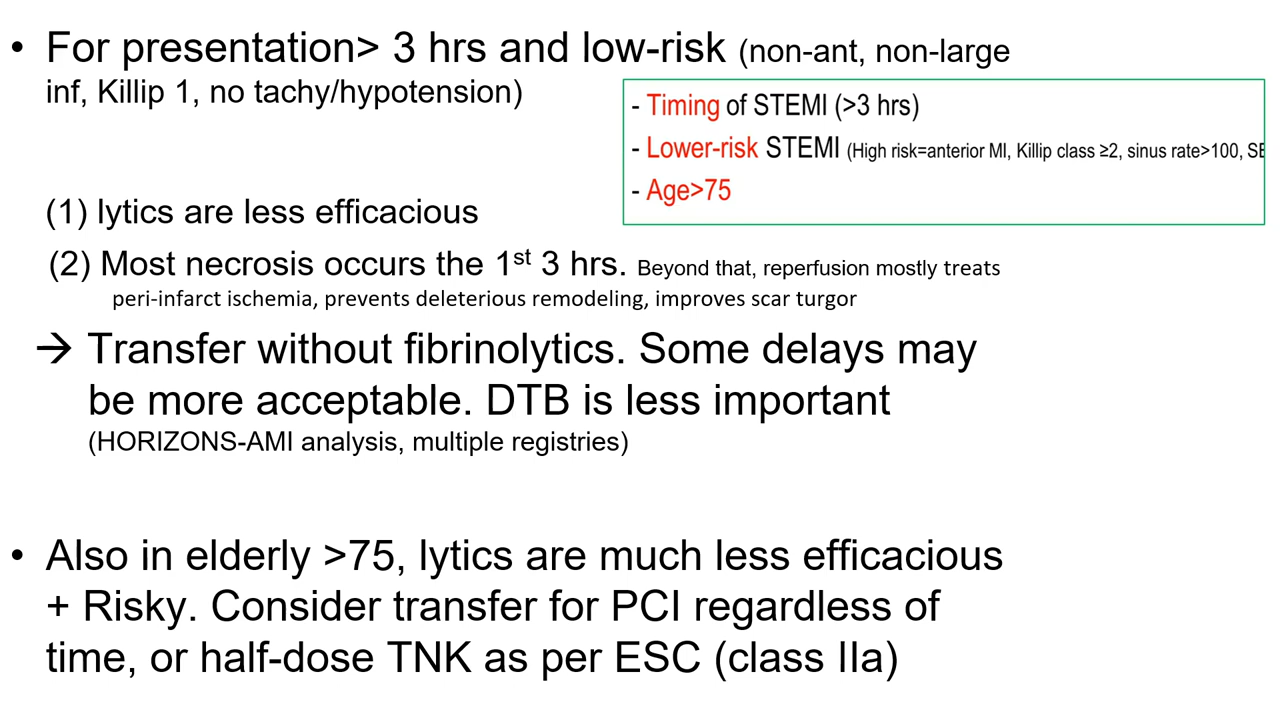 • For presentation> 3 hrs and low-risk (non-ant, non-large
inf, Killip 1, no tachy/hypotension)
- Timing of STEMI (>3 hrs)
- Lower-risk STEMI (High risk=anterior MI, Killip class ≥2, sinus rate>100,
- Age>75
(1) lytics are less efficacious
(2) Most necrosis occurs the 1st 3 hrs. Beyond that, reperfusion mostly treats
peri-infarct ischemia, prevents deleterious remodeling, improves scar turgor
→ Transfer without fibrinolytics. Some delays may
be more acceptable. DTB is less important
(HORIZONS-AMI analysis, multiple registries)
• Also in elderly >75, lytics are much less efficacious
+ Risky. Consider transfer for PCI regardless of
time, or half-dose TNK as per ESC (class IIa)